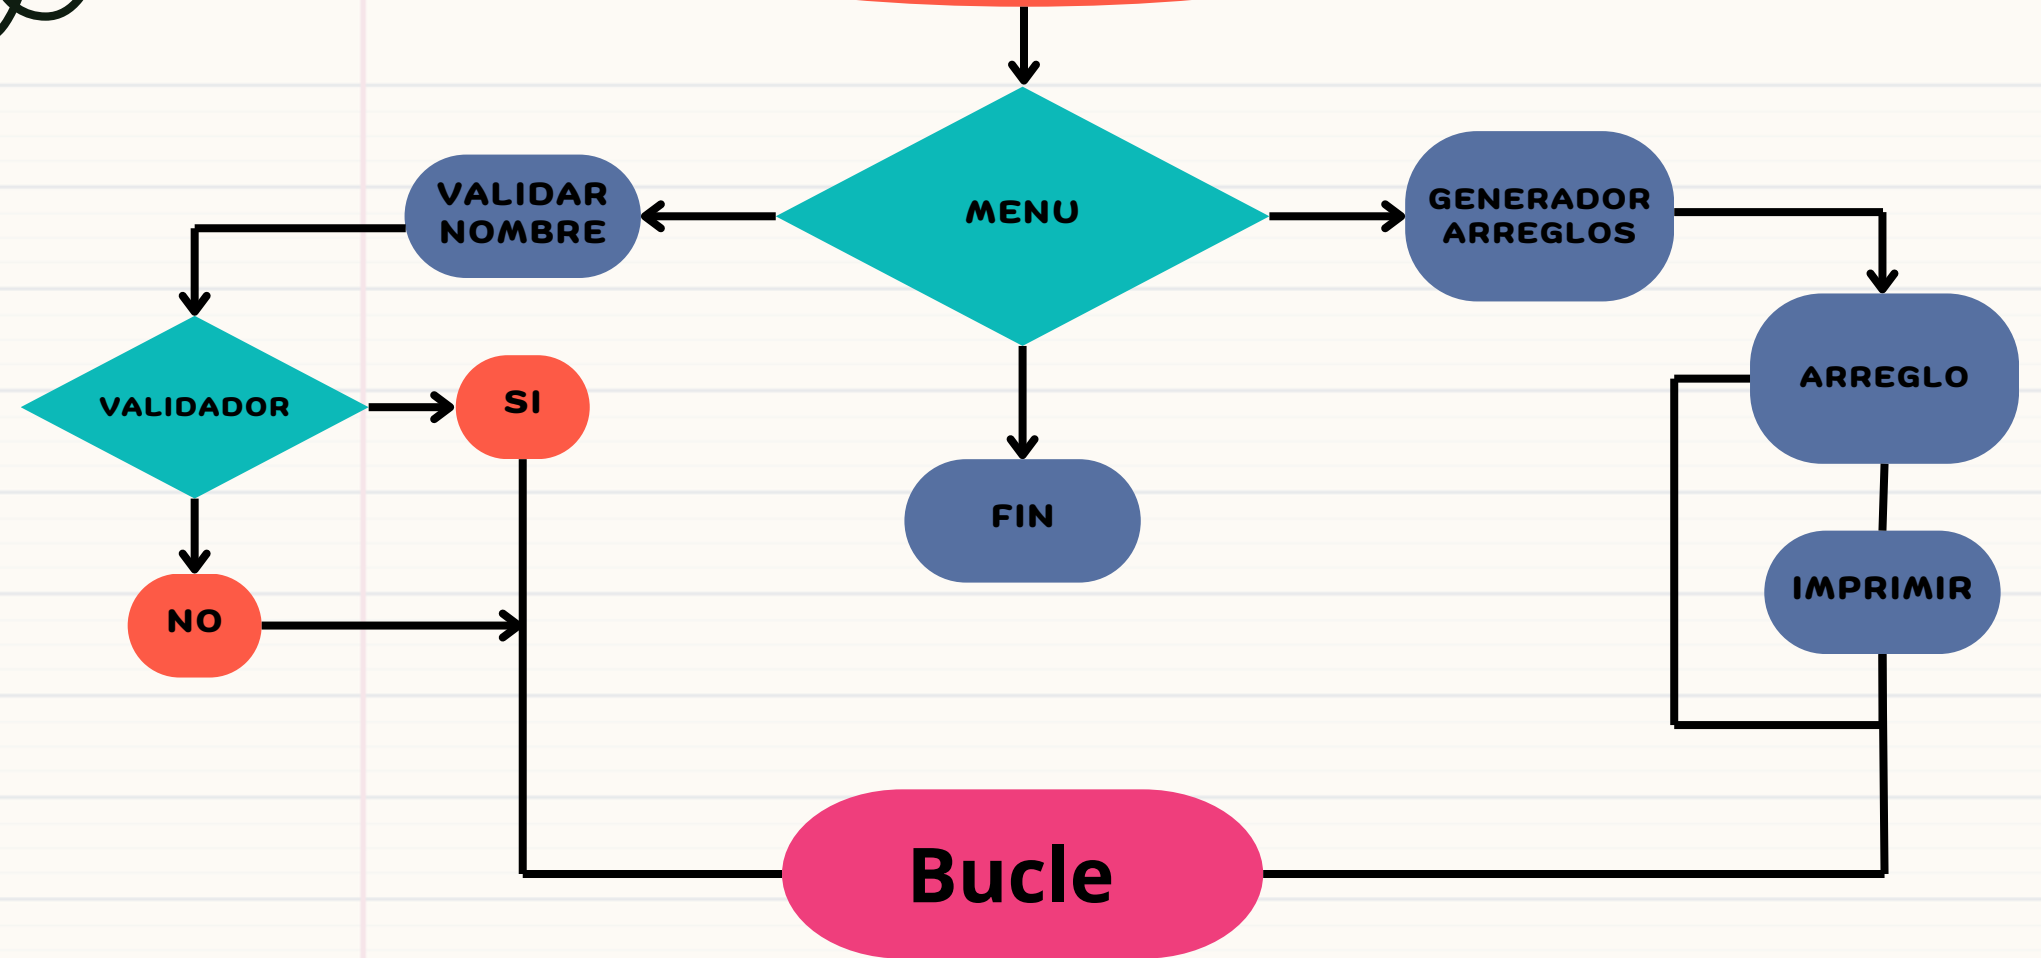 VALIDAR
NOMBRE
MENU
GENERADOR
ARREGLOS
VALIDADOR
SI
ARREGLO
FIN
IMPRIMIR
NO
Bucle